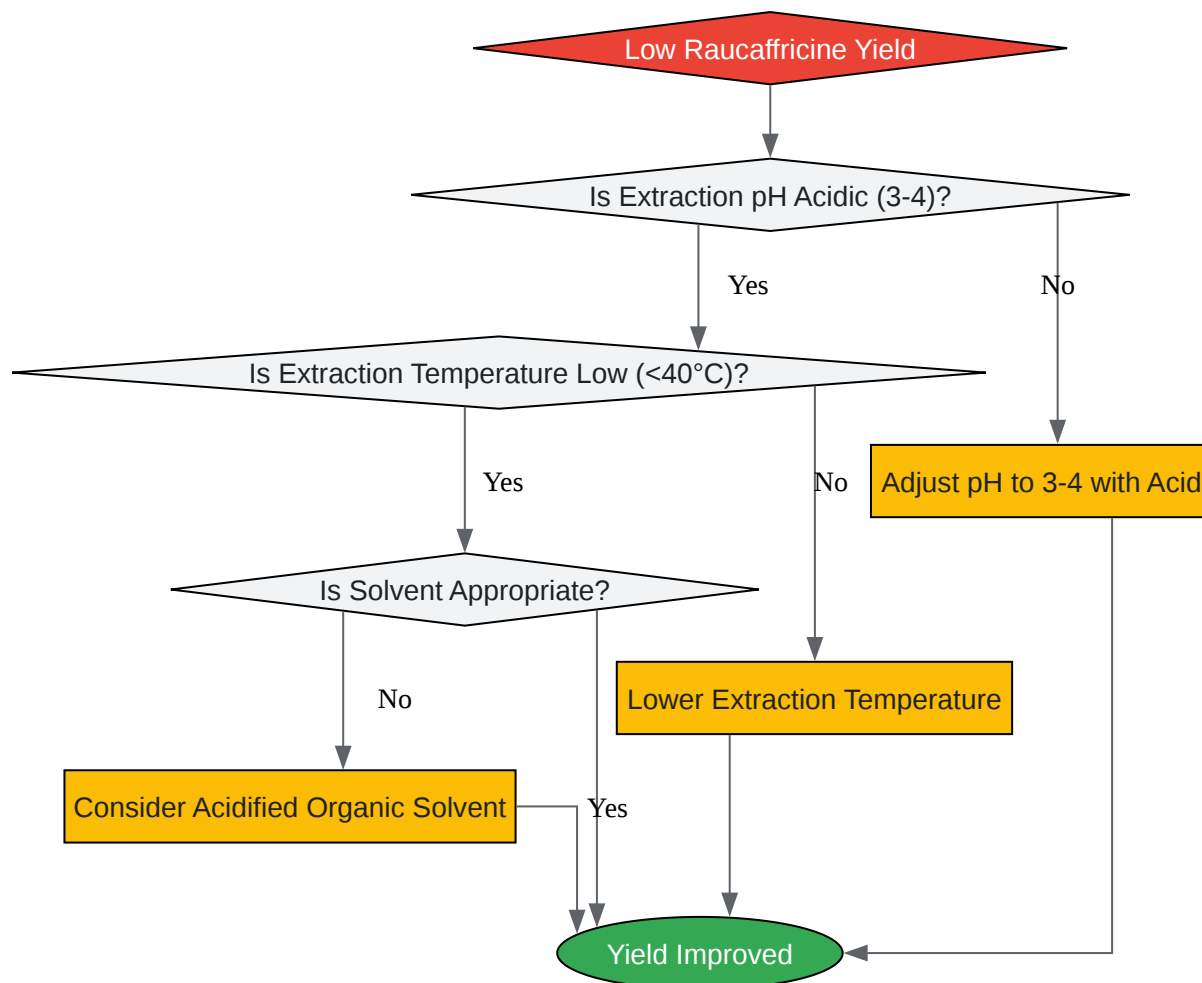 Low Raucaffricine Yield
Is Extraction pH Acidic (3-4)?
Yes
No
Is Extraction Temperature Low (<40°C)?
Yes
No
Adjust pH to 3-4 with Acid
Is Solvent Appropriate?
No
Lower Extraction Temperature
Consider Acidified Organic Solvent
Yes
Yield Improved